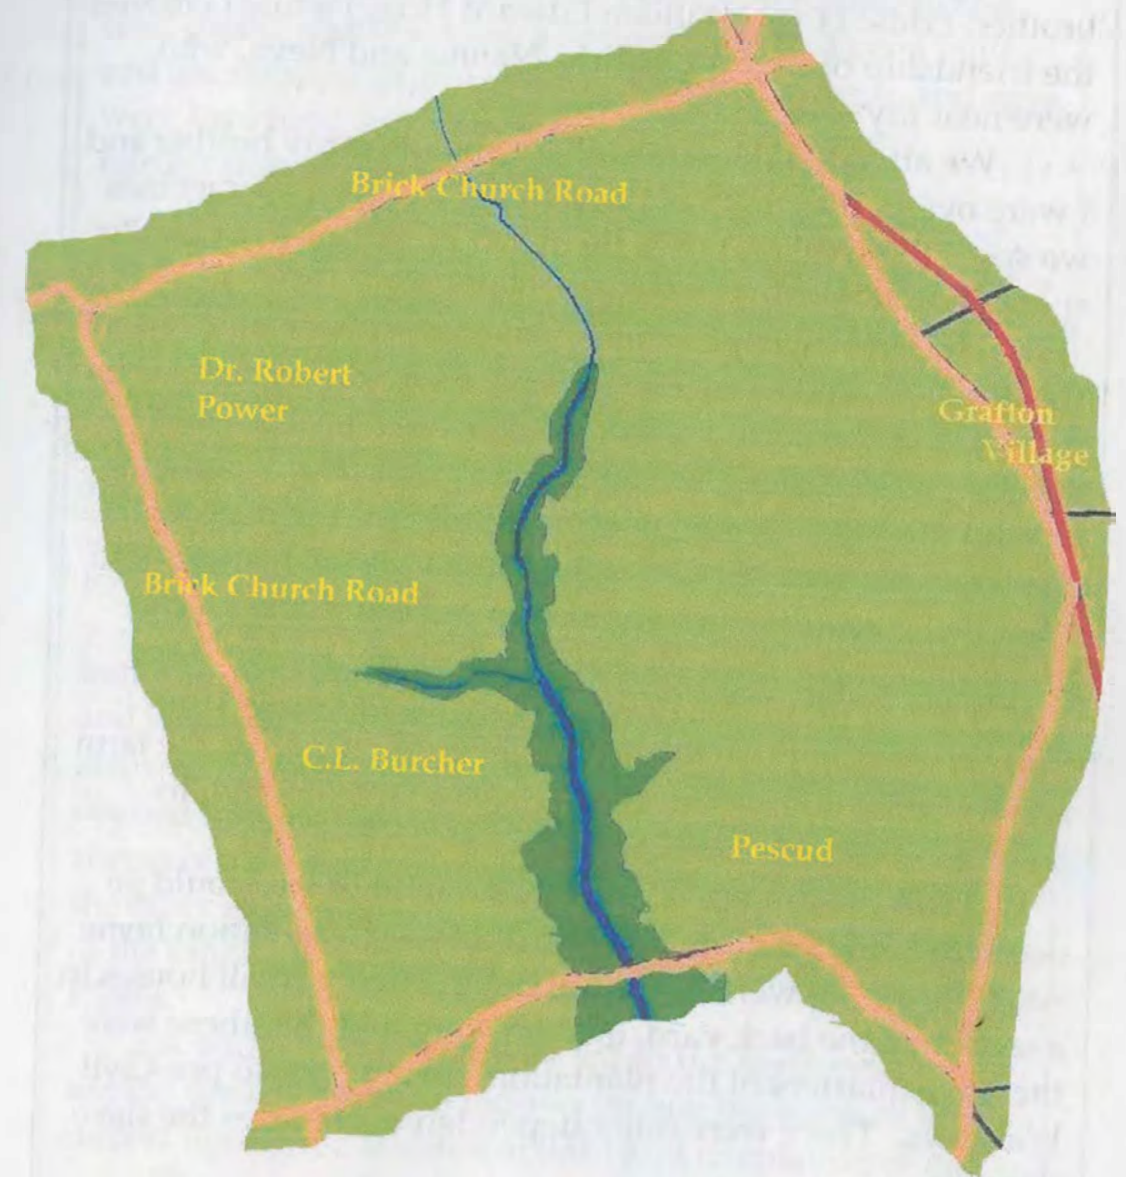 Brick Church Road
Dr. Robert
Power
Grafton
Village
Brick Church Road
C.L. Burcher
Pescud